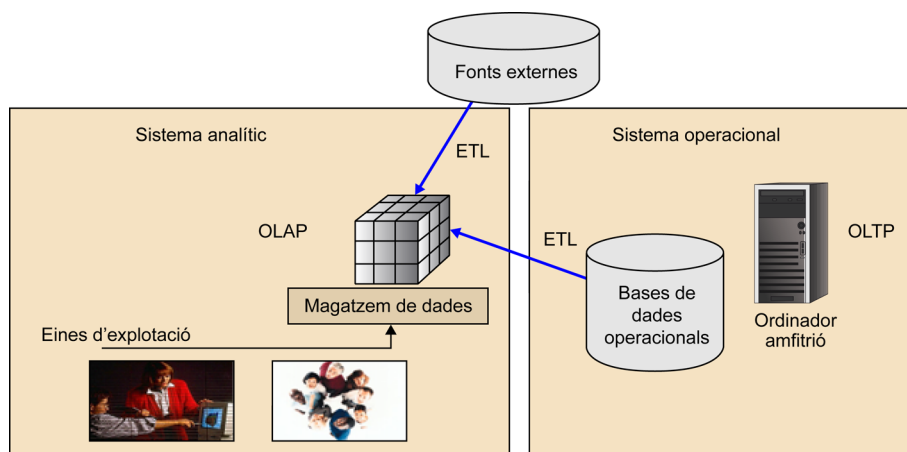 Fonts externes
Sistema analític
Sistema operacional
ETL
OLAP
ETL
OLTP
Bases de
dades
operacionals
Magatzem de dades
Ordinador
amfitrió
Eines d’explotació